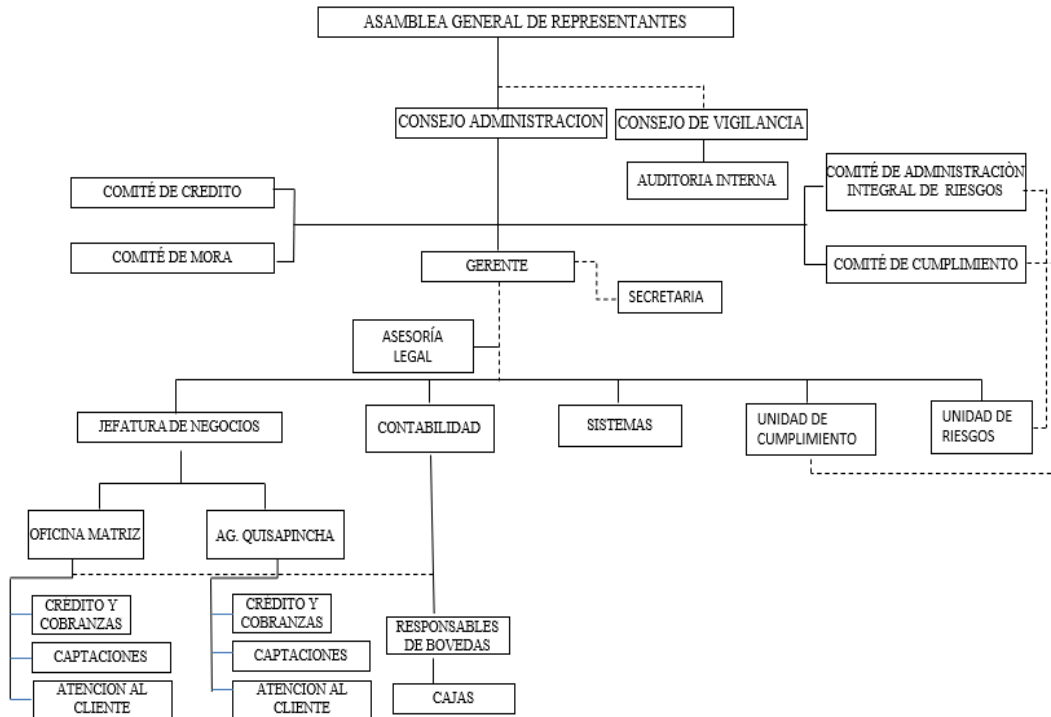 ASAMBLEA GENERAL DE REPRESENTANTES
CONSEJO ADMINISTRACION
CONSEJO DE VIGILANCIA
AUDITORIA INTERNA
COMITÉ DE CREDITO
COMITÉ DE ADMINISTRACIÒN
INTEGRAL DE RIESGOS
COMITÉ DE MORA
GERENTE
COMITÉ DE CUMPLIMIENTO
SECRETARIA
ASESORÍA
LEGAL
JEFATURA DE NEGOCIOS
CONTABILIDAD
SISTEMAS
UNIDAD DE
CUMPLIMIENTO
UNIDAD DE
RIESGOS
OFICINA MATRIZ
AG. QUISAPINCHA
CRÉDITO Y
COBRANZAS
CAPTACIONES
ATENCION AL
CLIENTE
CRÉDITO Y
COBRANZAS
CAPTACIONES
ATENCION AL
CLIENTE
RESPONSABLES
DE BOVEDAS
CAJAS